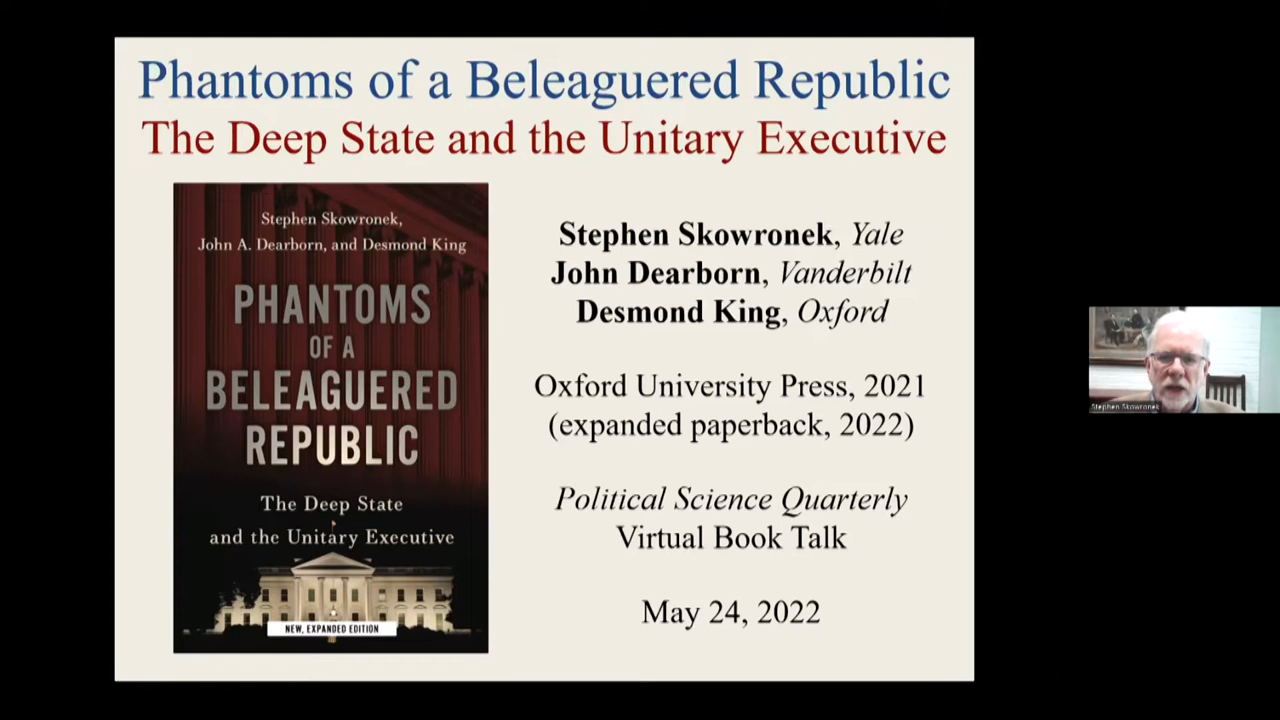 Phantoms of a Beleaguered Republic
The Deep State and the Unitary Executive
Stephen Skowronek,
John A. Dearborn, and Desmond King
PHANTOMS
OF A
BELEAGUERED
REPUBLIC
The Deep State
and the Unitary Executive
NEW, EXPANDED EDITION
Stephen Skowronek, Yale
John Dearborn, Vanderbilt
Desmond King, Oxford
Oxford University Press, 2021
(expanded paperback, 2022)
Political Science Quarterly
Virtual Book Talk
May 24, 2022
Stephen Skowronek